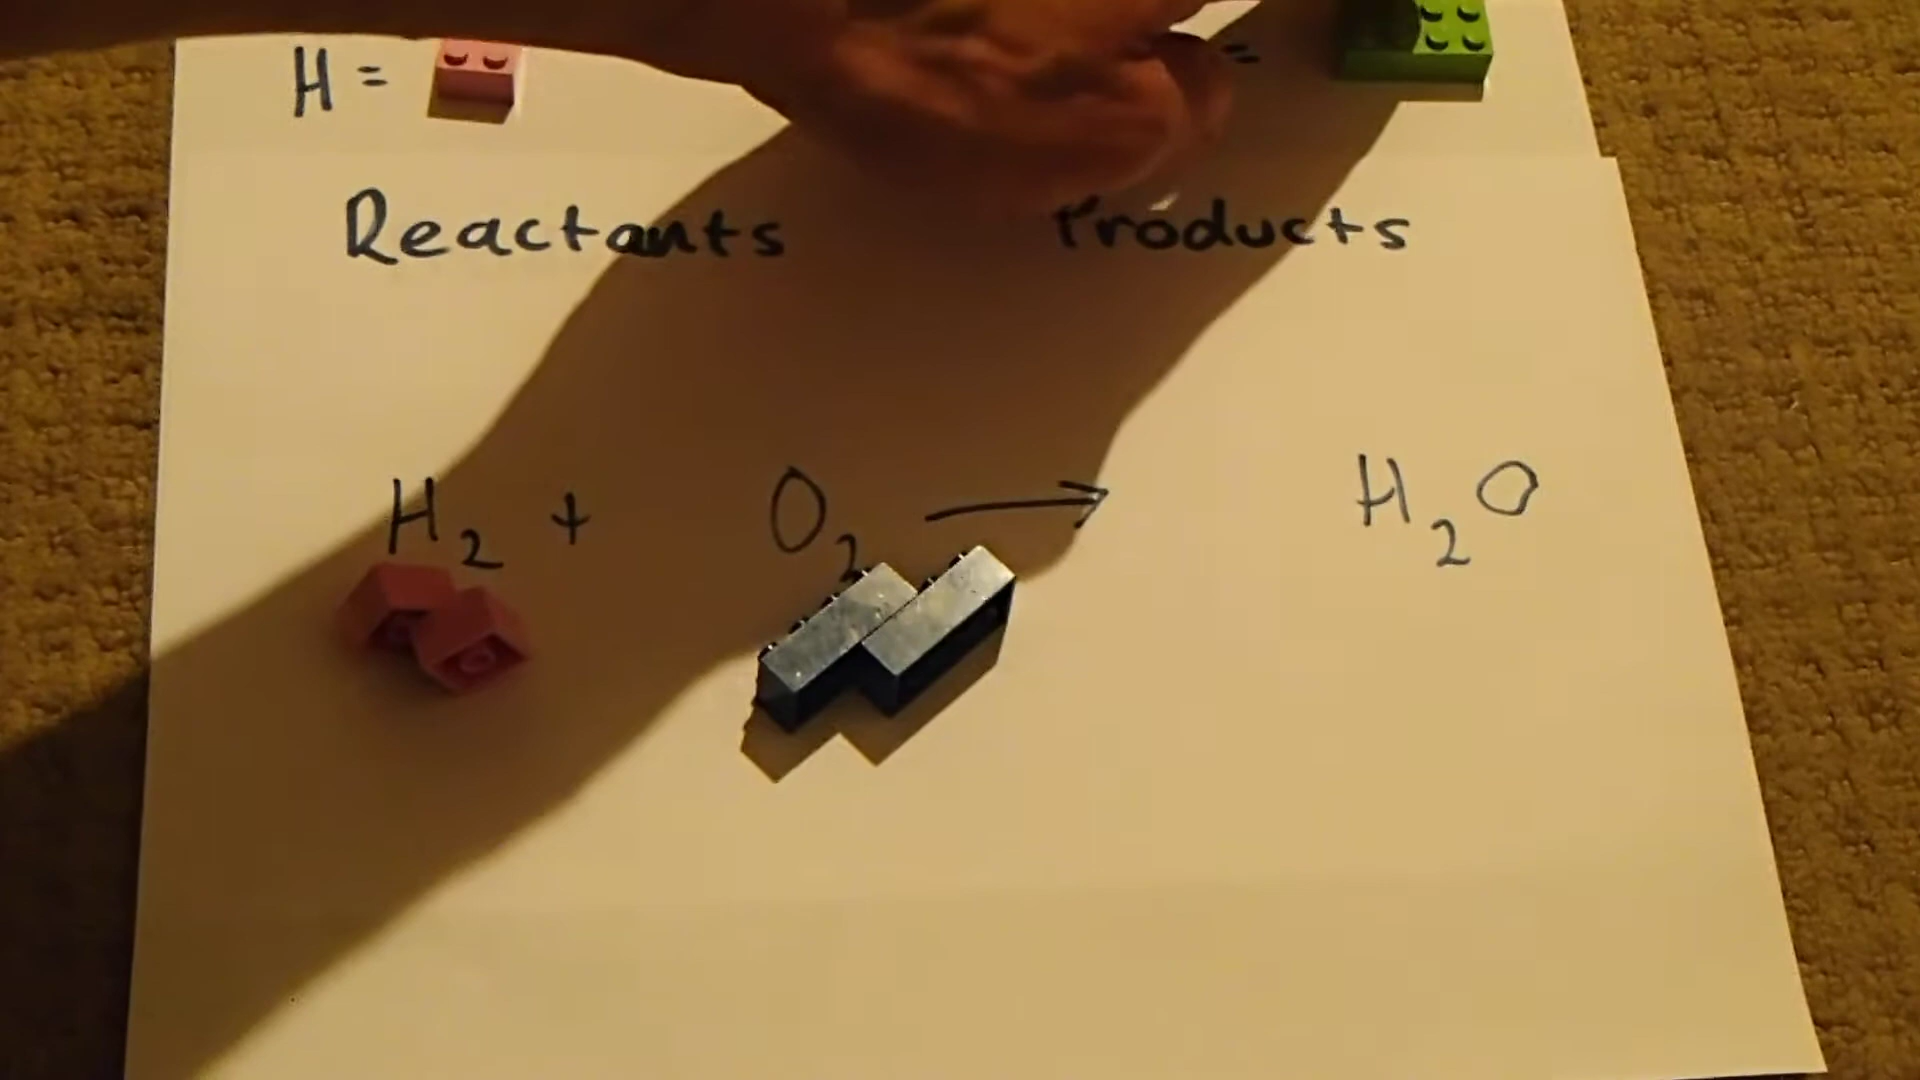 H = =
Reactants Products
H₂ + O₂ → H₂O